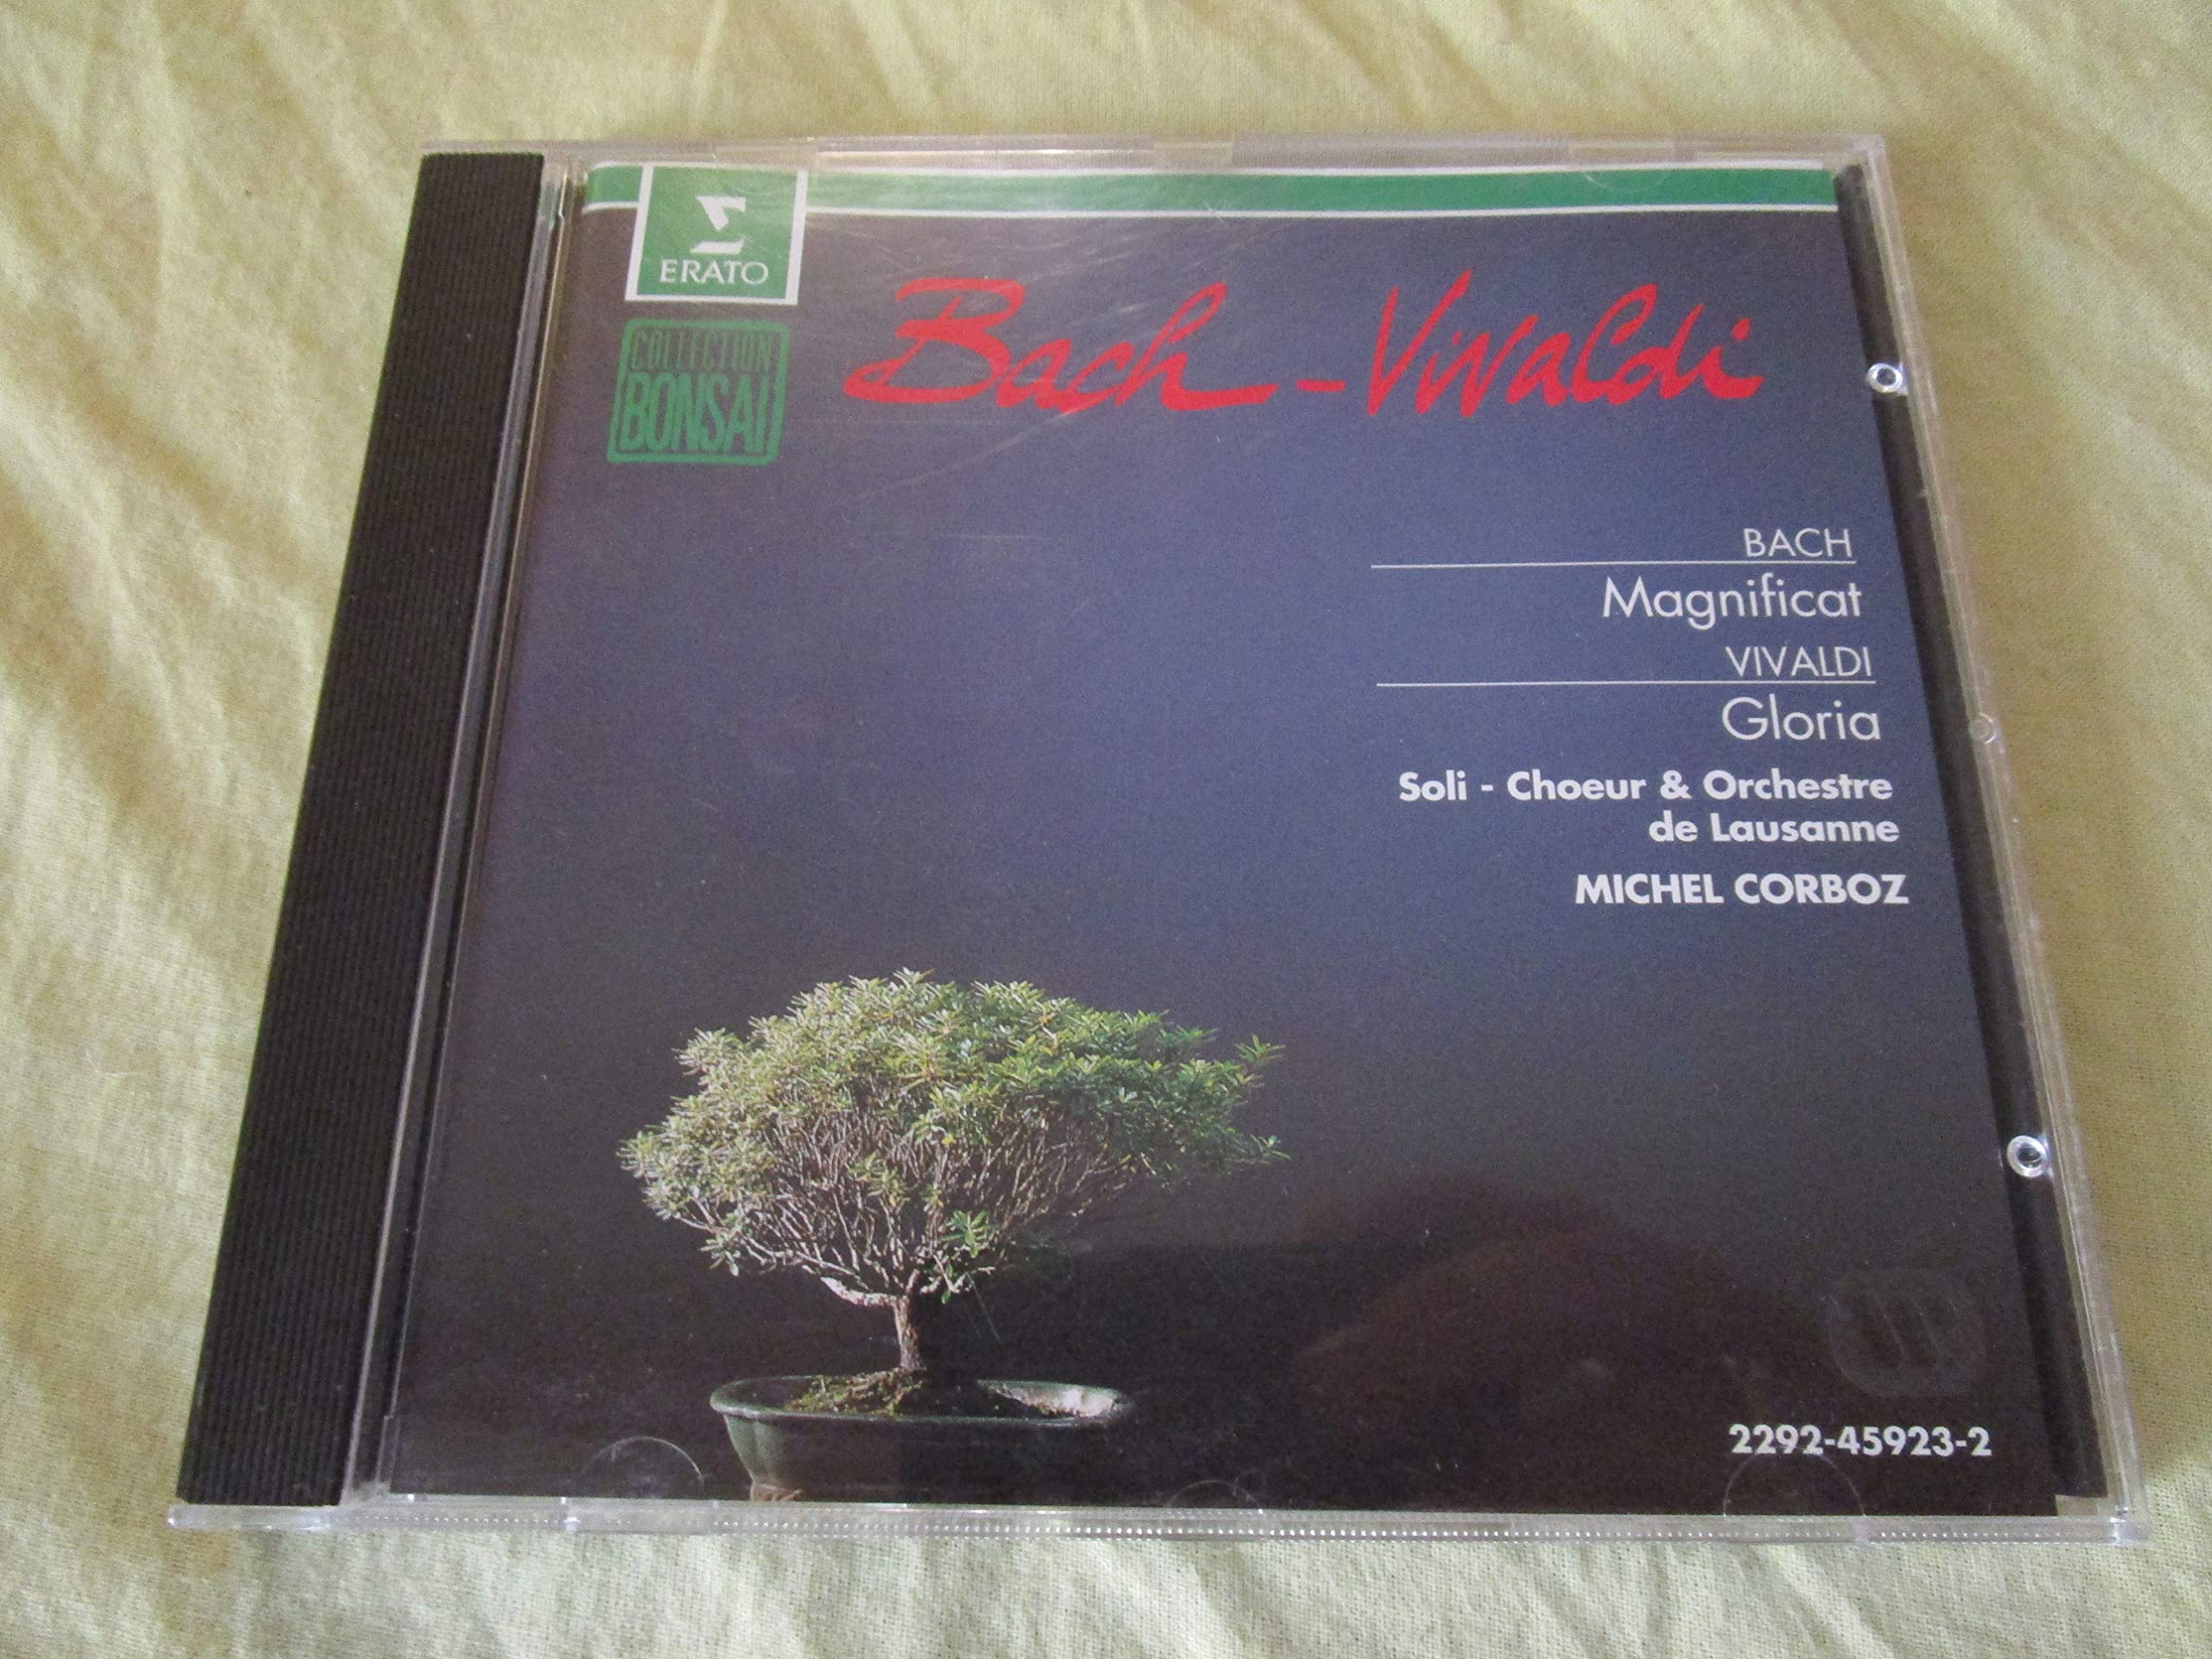 ERATO
COLLECTION
BONSAI
Bach - Vivaldi
BACH
Magnificat
VIVALDI
Gloria
Soli - Choeur & Orchestre
de Lausanne
MICHEL CORBOZ
2292-45923-2